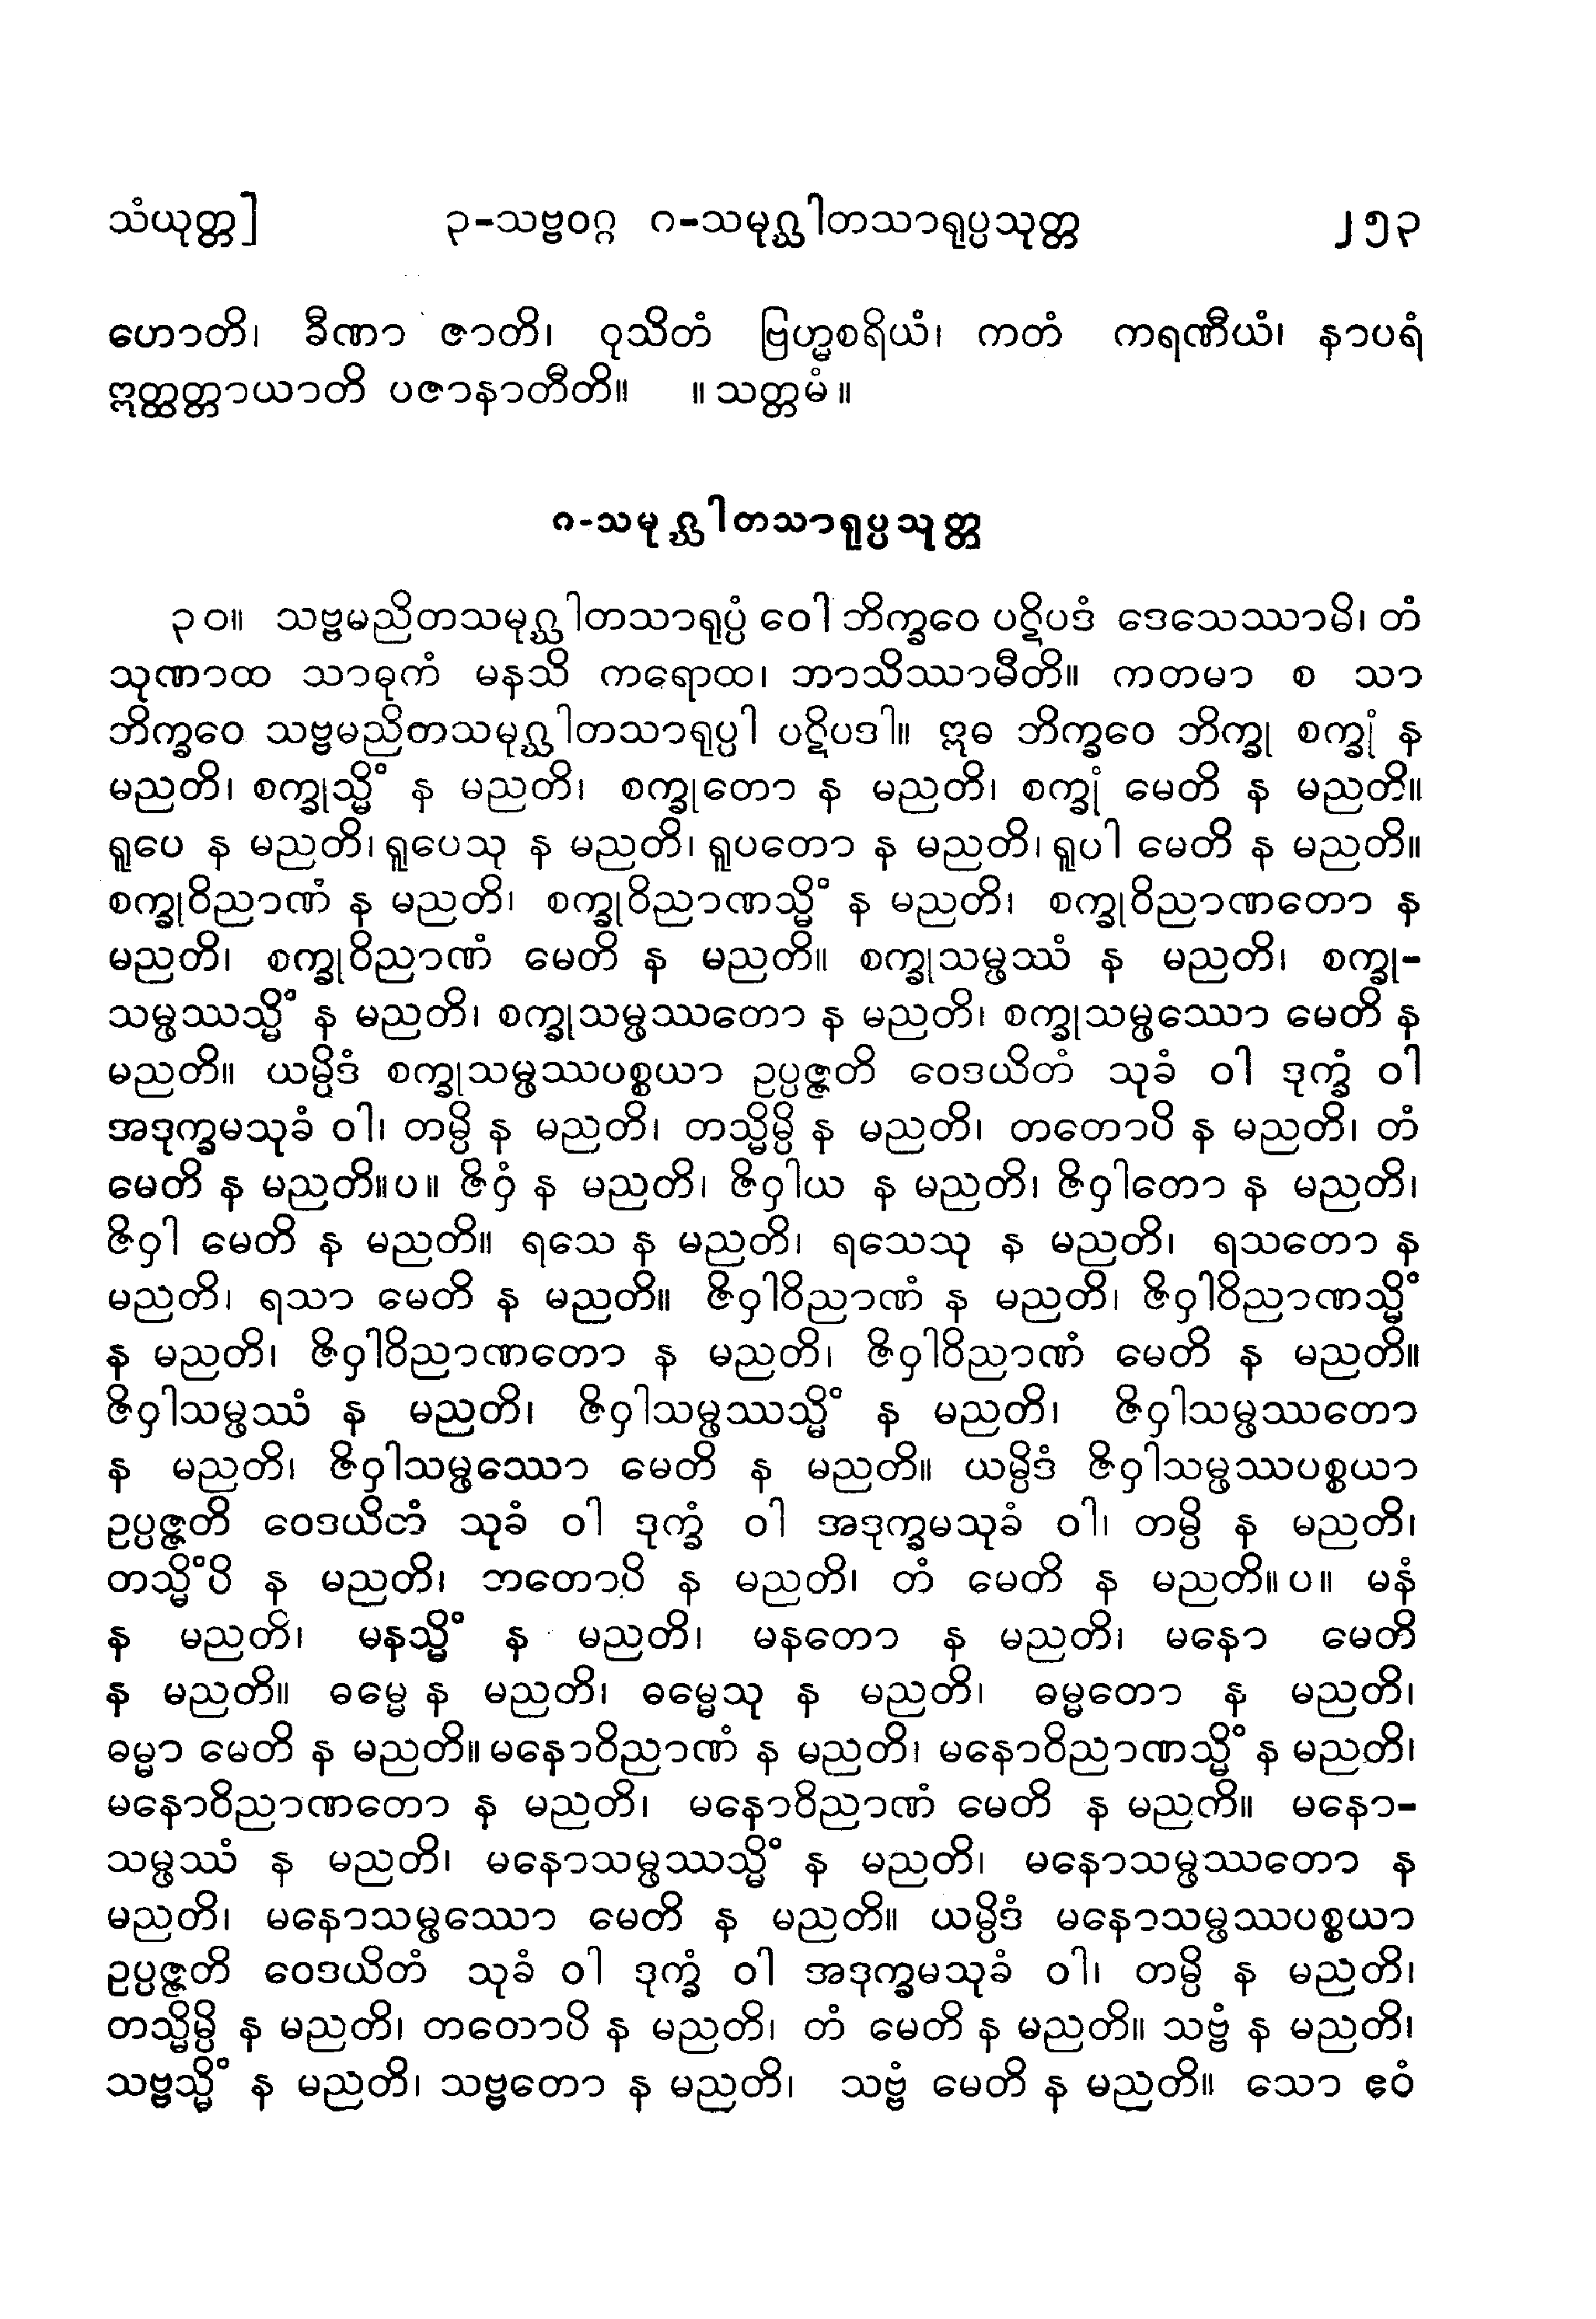 သံယုတ္တ] ၃-သဗ္ဗဝဂ္ဂ ဂ-သမုဂ္ဃါတသာရုပ္ပသုတ္တ ၂၅၃
ဟောတိ၊ ခီဏာ ဇာတိ၊ ဝုသိတံ ဗြဟ္မစရိယံ၊ ကတံ ကရဏီယံ၊ နာပရံ
ဣတ္ထတ္တာယာတိ ပဇာနာတီတိ။ ။ သတ္တမံ ။
ဂ-သမုဂ္ဃါတသာရုပ္ပသုတ္တ
၃၀။ သဗ္ဗမညိတသမုဂ္ဃါတသာရုပ္ပံ ဝေါ ဘိက္ခဝေ ပဋိပဒံ ဒေသေဿာမိ၊ တံ
သုဏာထ သာဓုကံ မနသိ ကရောထ၊ ဘာသိဿာမီတိ။ ကတမာ စ သာ
ဘိက္ခဝေ သဗ္ဗမညိတသမုဂ္ဃါတသာရုပ္ပါ ပဋိပဒါ။ ဣဓ ဘိက္ခဝေ ဘိက္ခု စက္ခုံ န
မညတိ၊ စက္ခုသ္မိံ န မညတိ၊ စက္ခုတော န မညတိ၊ စက္ခုံ မေတိ န မညတိ။
ရူပေ န မညတိ၊ ရူပေသု န မညတိ၊ ရူပတော န မညတိ၊ ရူပါ မေတိ န မညတိ။
စက္ခုဝိညာဏံ န မညတိ၊ စက္ခုဝိညာဏသ္မိံ န မညတိ၊ စက္ခုဝိညာဏတော န
မညတိ၊ စက္ခုဝိညာဏံ မေတိ န မညတိ။ စက္ခုသမ္ဖဿံ န မညတိ၊ စက္ခု-
သမ္ဖဿသ္မိံ န မညတိ၊ စက္ခုသမ္ဖဿတော န မညတိ၊ စက္ခုသမ္ဖဿော မေတိ န
မညတိ။ ယမ္ပိဒံ စက္ခုသမ္ဖဿပစ္စယာ ဥပ္ပဇ္ဇတိ ဝေဒယိတံ သုခံ ဝါ ဒုက္ခံ ဝါ
အဒုက္ခမသုခံ ဝါ၊ တမ္ပိ န မညတိ၊ တသ္မိမ္ပိ န မညတိ၊ တတောပိ န မညတိ၊ တံ
မေတိ န မညတိ။ပ။ ဇိဝှံ န မညတိ၊ ဇိဝှါယ န မညတိ၊ ဇိဝှါတော န မညတိ၊
ဇိဝှါ မေတိ န မညတိ။ ရသေ န မညတိ၊ ရသေသု န မညတိ၊ ရသတော န
မညတိ၊ ရသာ မေတိ န မညတိ။ ဇိဝှါဝိညာဏံ န မညတိ၊ ဇိဝှါဝိညာဏသ္မိံ
န မညတိ၊ ဇိဝှါဝိညာဏတော န မညတိ၊ ဇိဝှါဝိညာဏံ မေတိ န မညတိ။
ဇိဝှါသမ္ဖဿံ န မညတိ၊ ဇိဝှါသမ္ဖဿသ္မိံ န မညတိ၊ ဇိဝှါသမ္ဖဿတော
န မညတိ၊ ဇိဝှါသမ္ဖဿော မေတိ န မညတိ။ ယမ္ပိဒံ ဇိဝှါသမ္ဖဿပစ္စယာ
ဥပ္ပဇ္ဇတိ ဝေဒယိတံ သုခံ ဝါ ဒုက္ခံ ဝါ အဒုက္ခမသုခံ ဝါ၊ တမ္ပိ န မညတိ၊
တသ္မိံပိ န မညတိ၊ တတောပိ န မညတိ၊ တံ မေတိ န မညတိ။ပ။ မနံ
န မညတိ၊ မနသ္မိံ န မညတိ၊ မနတော န မညတိ၊ မနော မေတိ
န မညတိ။ ဓမ္မေ န မညတိ၊ ဓမ္မေသု န မညတိ၊ ဓမ္မတော န မညတိ၊
ဓမ္မာ မေတိ န မညတိ။ မနောဝိညာဏံ န မညတိ၊ မနောဝိညာဏသ္မိံ န မညတိ၊
မနောဝိညာဏတော န မညတိ၊ မနောဝိညာဏံ မေတိ န မညတိ။ မနော-
သမ္ဖဿံ န မညတိ၊ မနောသမ္ဖဿသ္မိံ န မညတိ၊ မနောသမ္ဖဿတော န
မညတိ၊ မနောသမ္ဖဿော မေတိ န မညတိ။ ယမ္ပိဒံ မနောသမ္ဖဿပစ္စယာ
ဥပ္ပဇ္ဇတိ ဝေဒယိတံ သုခံ ဝါ ဒုက္ခံ ဝါ အဒုက္ခမသုခံ ဝါ၊ တမ္ပိ န မညတိ၊
တသ္မိမ္ပိ န မညတိ၊ တတောပိ န မညတိ၊ တံ မေတိ န မညတိ။ သဗ္ဗံ န မညတိ၊
သဗ္ဗသ္မိံ န မညတိ၊ သဗ္ဗတော န မညတိ၊ သဗ္ဗံ မေတိ န မညတိ။ သော ဧဝံ